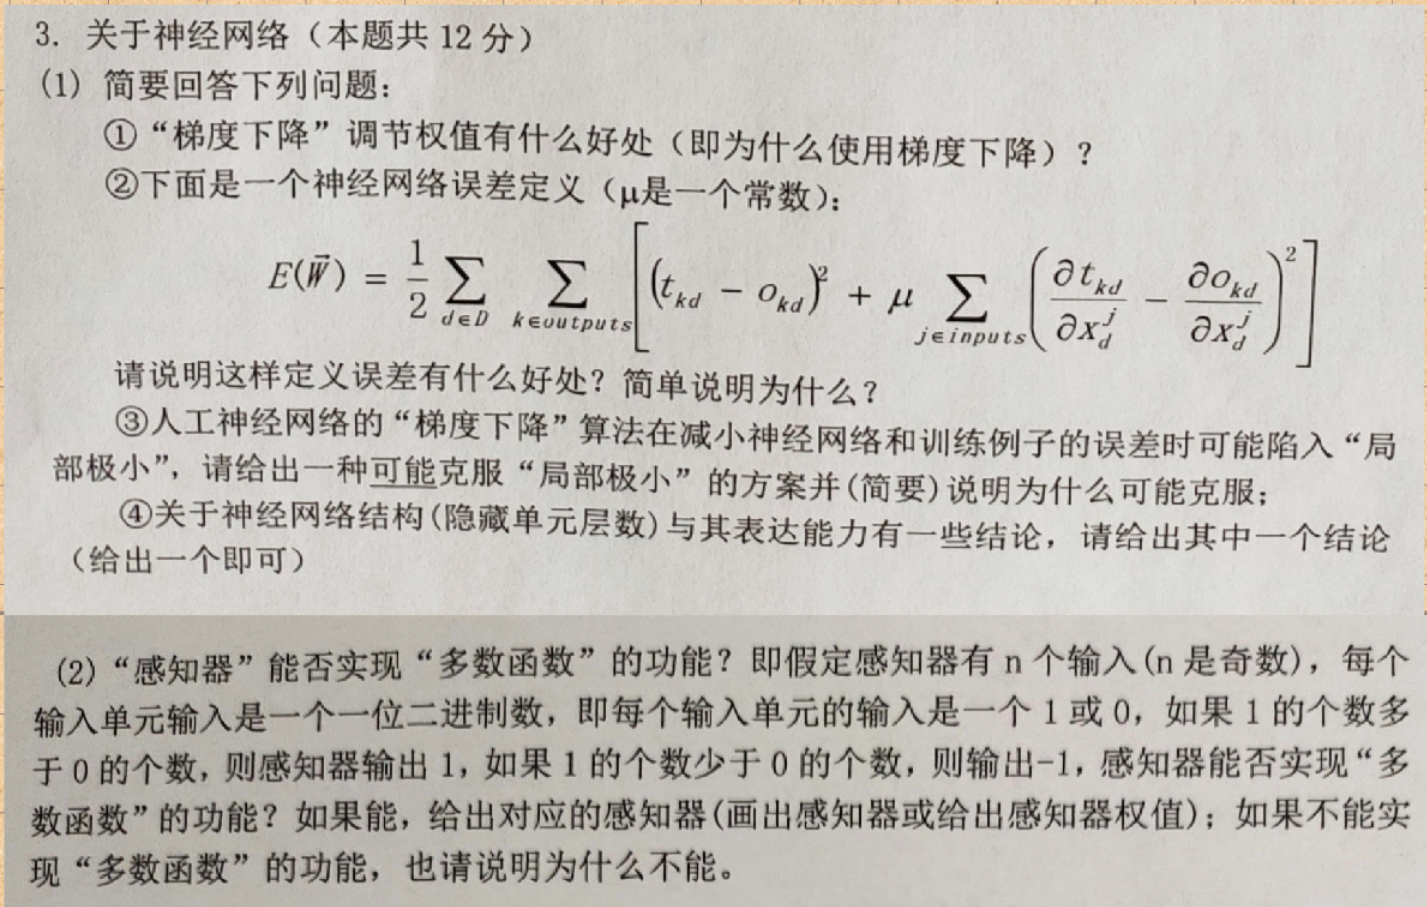 3. 关于神经网络（本题共 12 分）
(1) 简要回答下列问题：
①“梯度下降”调节权值有什么好处（即为什么使用梯度下降）？
②下面是一个神经网络误差定义（μ是一个常数）：
E(\vec{W}) = \frac{1}{2} \sum_{d∈D} \sum_{k∈outputs} [ (t_{kd} - o_{kd})^2 + μ \sum_{j∈inputs} ( \frac{∂t_{kd}}{∂x_d^j} - \frac{∂o_{kd}}{∂x_d^j} )^2 ]
请说明这样定义误差有什么好处？简单说明为什么？
③人工神经网络的“梯度下降”算法在减小神经网络和训练例子的误差时可能陷入“局
部极小”，请给出一种可能克服“局部极小”的方案并(简要)说明为什么可能克服；
④关于神经网络结构(隐藏单元层数)与其表达能力有一些结论，请给出其中一个结论
（给出一个即可）
(2)“感知器”能否实现“多数函数”的功能？即假定感知器有 n 个输入(n 是奇数)，每个
输入单元输入是一个一位二进制数，即每个输入单元的输入是一个 1 或 0，如果 1 的个数多
于 0 的个数，则感知器输出 1，如果 1 的个数少于 0 的个数，则输出-1，感知器能否实现“多
数函数”的功能？如果能，给出对应的感知器(画出感知器或给出感知器权值)；如果不能实
现“多数函数”的功能，也请说明为什么不能。